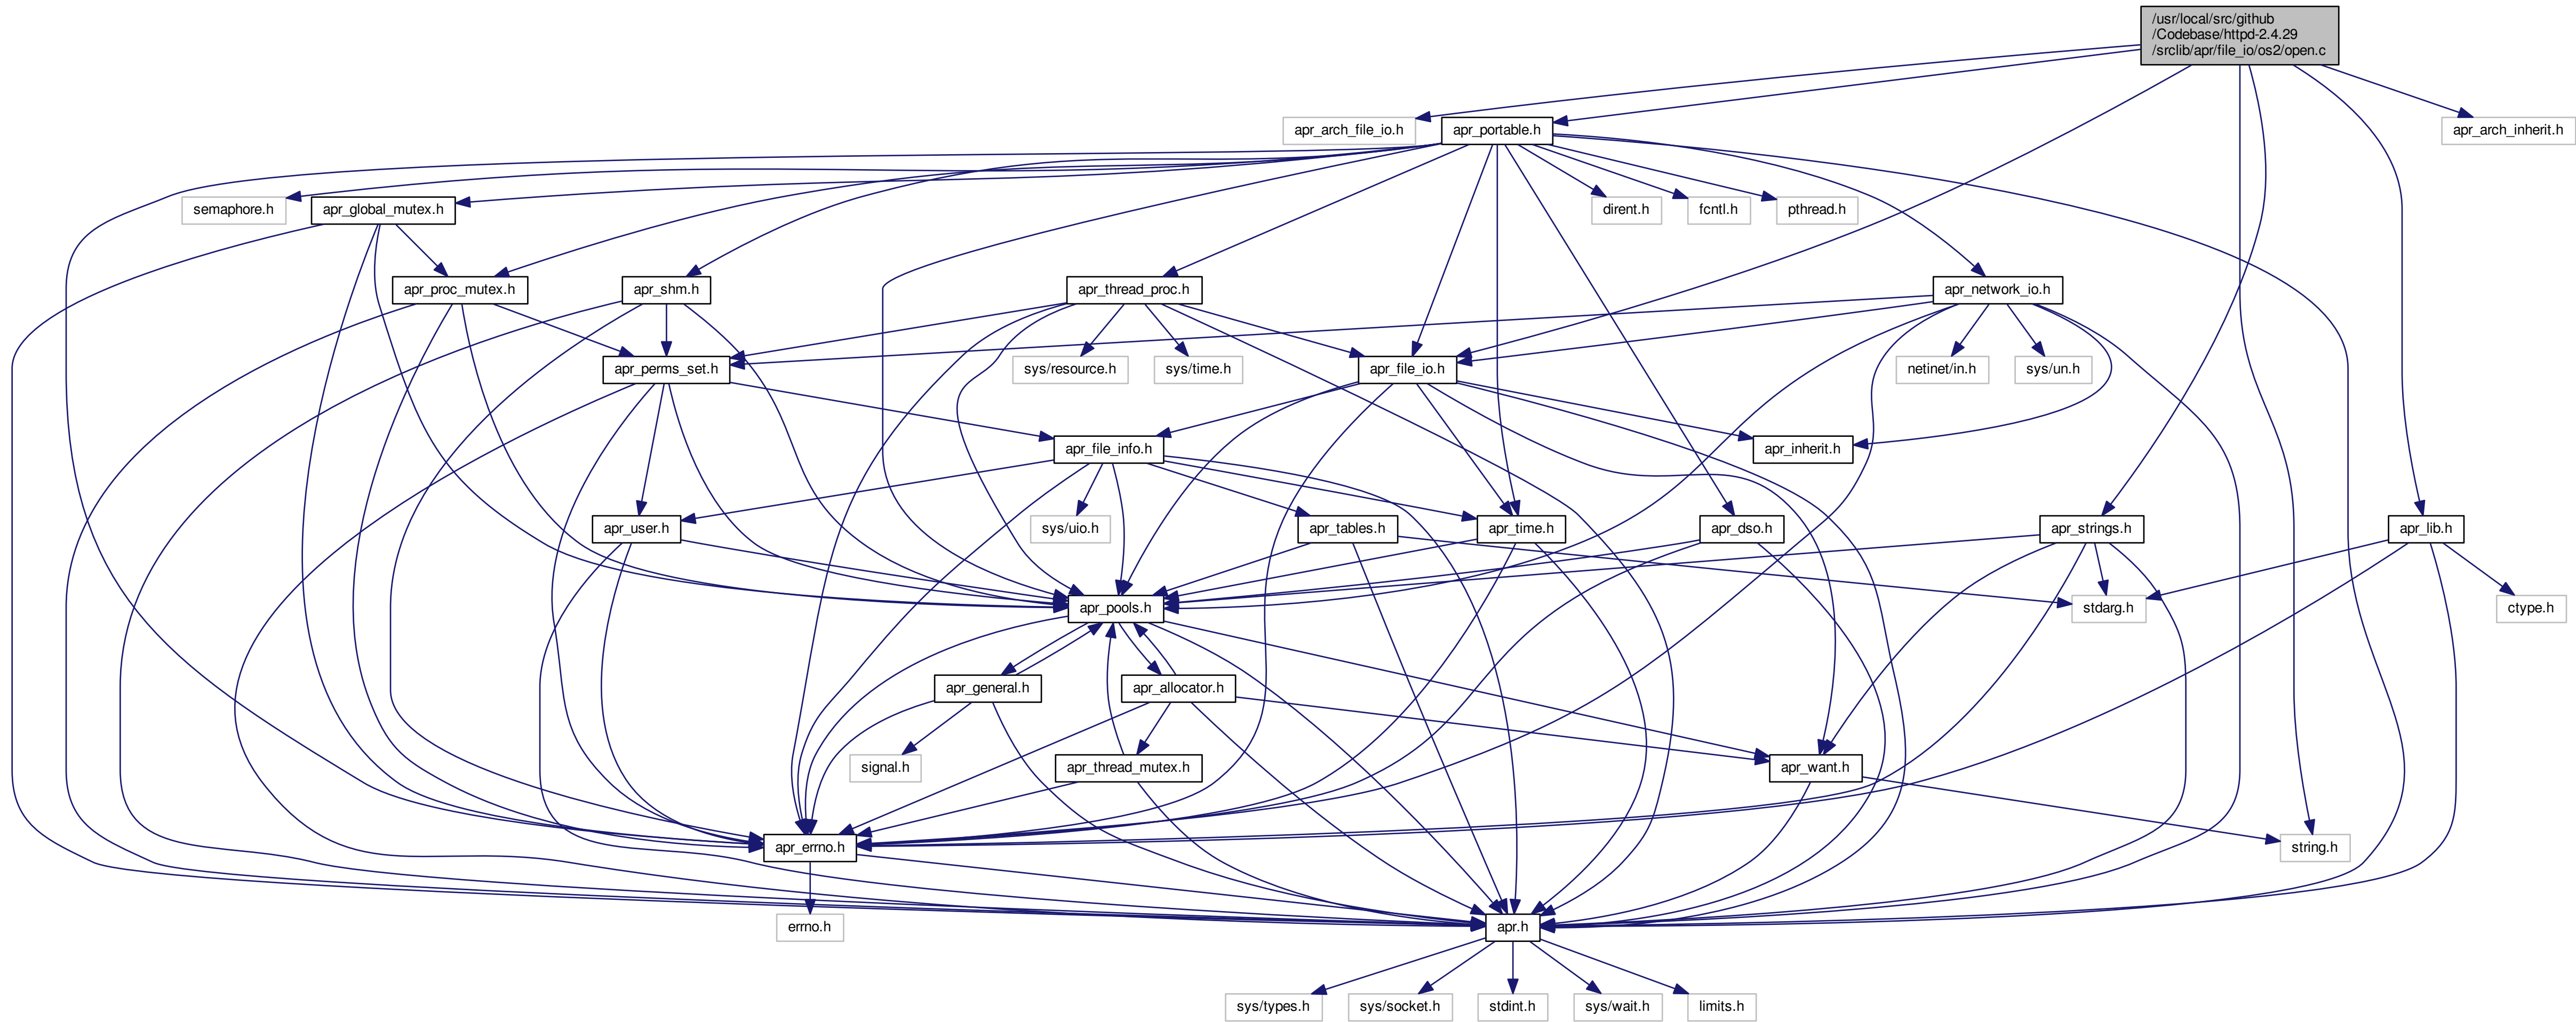 /usr/local/src/github
/Codebase/httpd-2.4.29
/srclib/apr/file_io/os2/open.c
apr_arch_file_io.h
apr_portable.h
apr_arch_inherit.h
semaphore.h
apr_global_mutex.h
dirent.h
fcntl.h
pthread.h
apr_proc_mutex.h
apr_shm.h
apr_thread_proc.h
apr_network_io.h
apr_perms_set.h
sys/resource.h
sys/time.h
apr_file_io.h
netinet/in.h
sys/un.h
apr_file_info.h
apr_inherit.h
apr_user.h
sys/uio.h
apr_tables.h
apr_time.h
apr_dso.h
apr_strings.h
apr_lib.h
apr_pools.h
stdarg.h
ctype.h
apr_general.h
apr_allocator.h
signal.h
apr_thread_mutex.h
apr_want.h
apr_errno.h
string.h
errno.h
apr.h
sys/types.h
sys/socket.h
stdint.h
sys/wait.h
limits.h